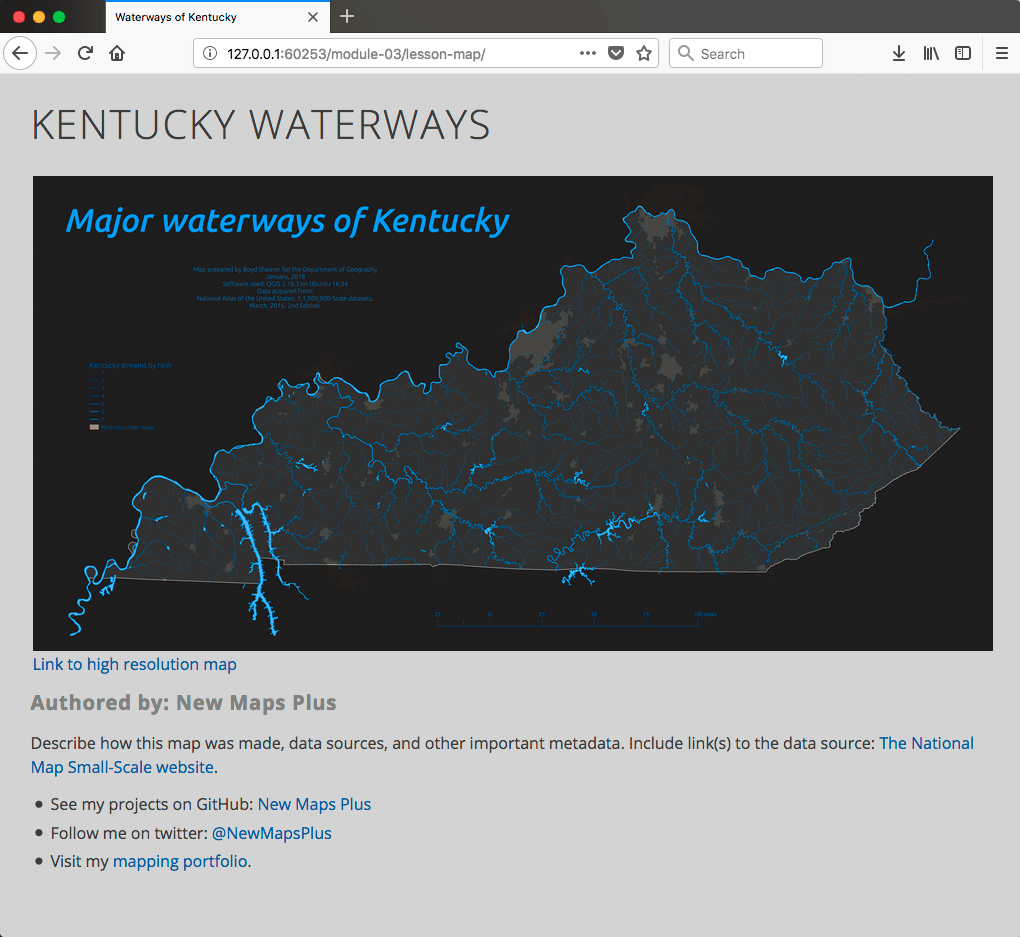 Waterways of Kentucky
127.0.0.1:60253/module-03/lesson-map/
Search
KENTUCKY WATERWAYS
Major waterways of Kentucky
Map prepared by Boyd Shearer for the Department of Geography
January, 2018
Software used: QGIS 2.18.3 on Ubuntu 16.04
Data acquired from:
National Atlas of the United States, 1:1,000,000 Scale datasets.
March, 2016, 2nd Edition.
Kentucky streams by rank
Kentucky Urban Areas
25 0 25 50 75 100 miles
Link to high resolution map
Authored by: New Maps Plus
Describe how this map was made, data sources, and other important metadata. Include link(s) to the data source: The National
Map Small-Scale website.
See my projects on GitHub: New Maps Plus
Follow me on twitter: @NewMapsPlus
Visit my mapping portfolio.